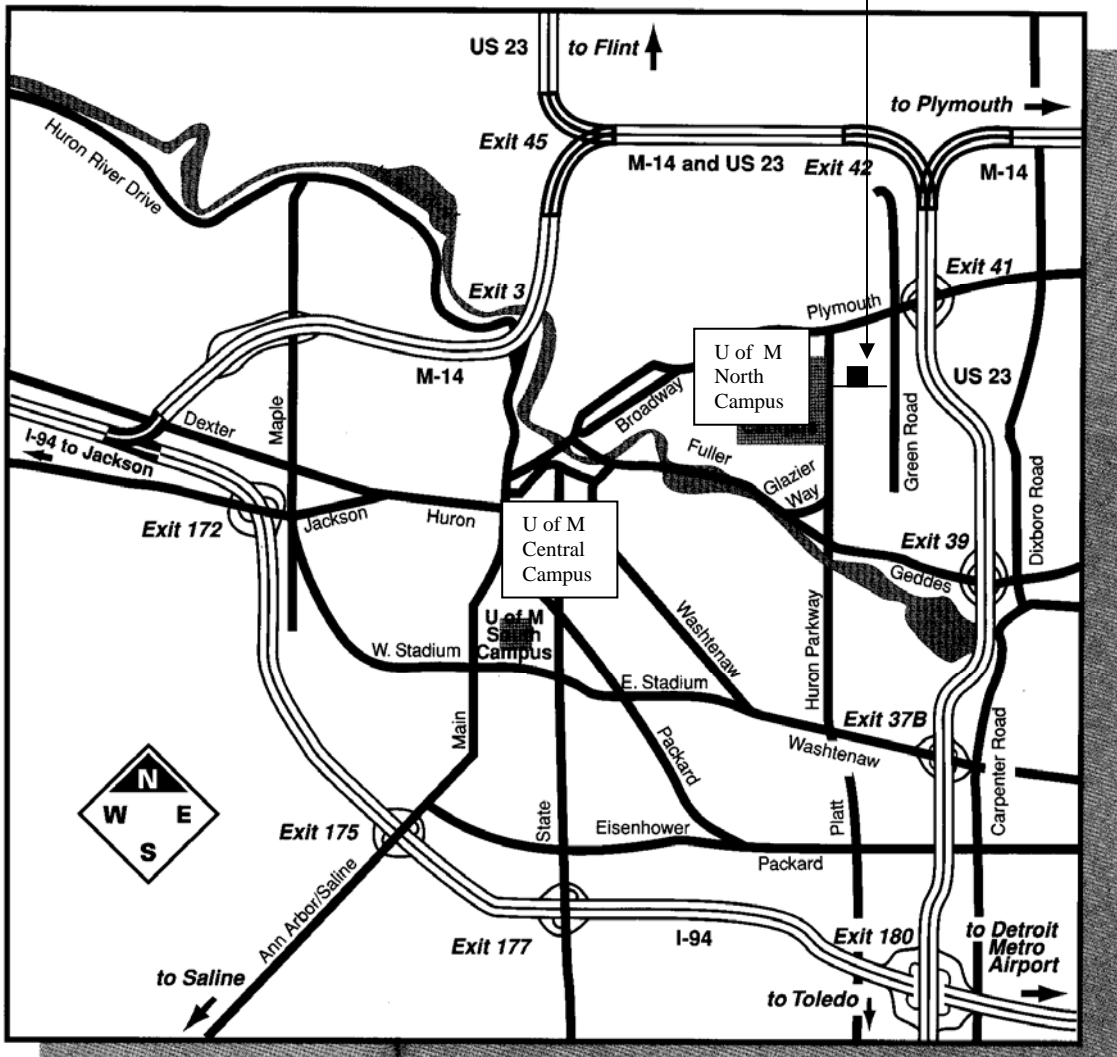 US 23
to Flint
to Plymouth
Exit 45
M-14 and US 23
Exit 42
M-14
Huron River Drive
Exit 3
Exit 41
Plymouth
U of M
North
Campus
US 23
M-14
Broadway
Maple
Dexter
I-94 to Jackson
Green Road
Fuller
Glazier
Way
Dixboro Road
Exit 172
Jackson
Huron
U of M
Central
Campus
Exit 39
Geddes
Washtenaw
U of M
South
Campus
W. Stadium
E. Stadium
Huron Parkway
Exit 37B
Washtenaw
Main
Packard
Carpenter Road
N
W E
S
Exit 175
State
Eisenhower
Platt
Packard
Ann Arbor/Saline
Exit 177
I-94
Exit 180
to Detroit
Metro
Airport
to Saline
to Toledo